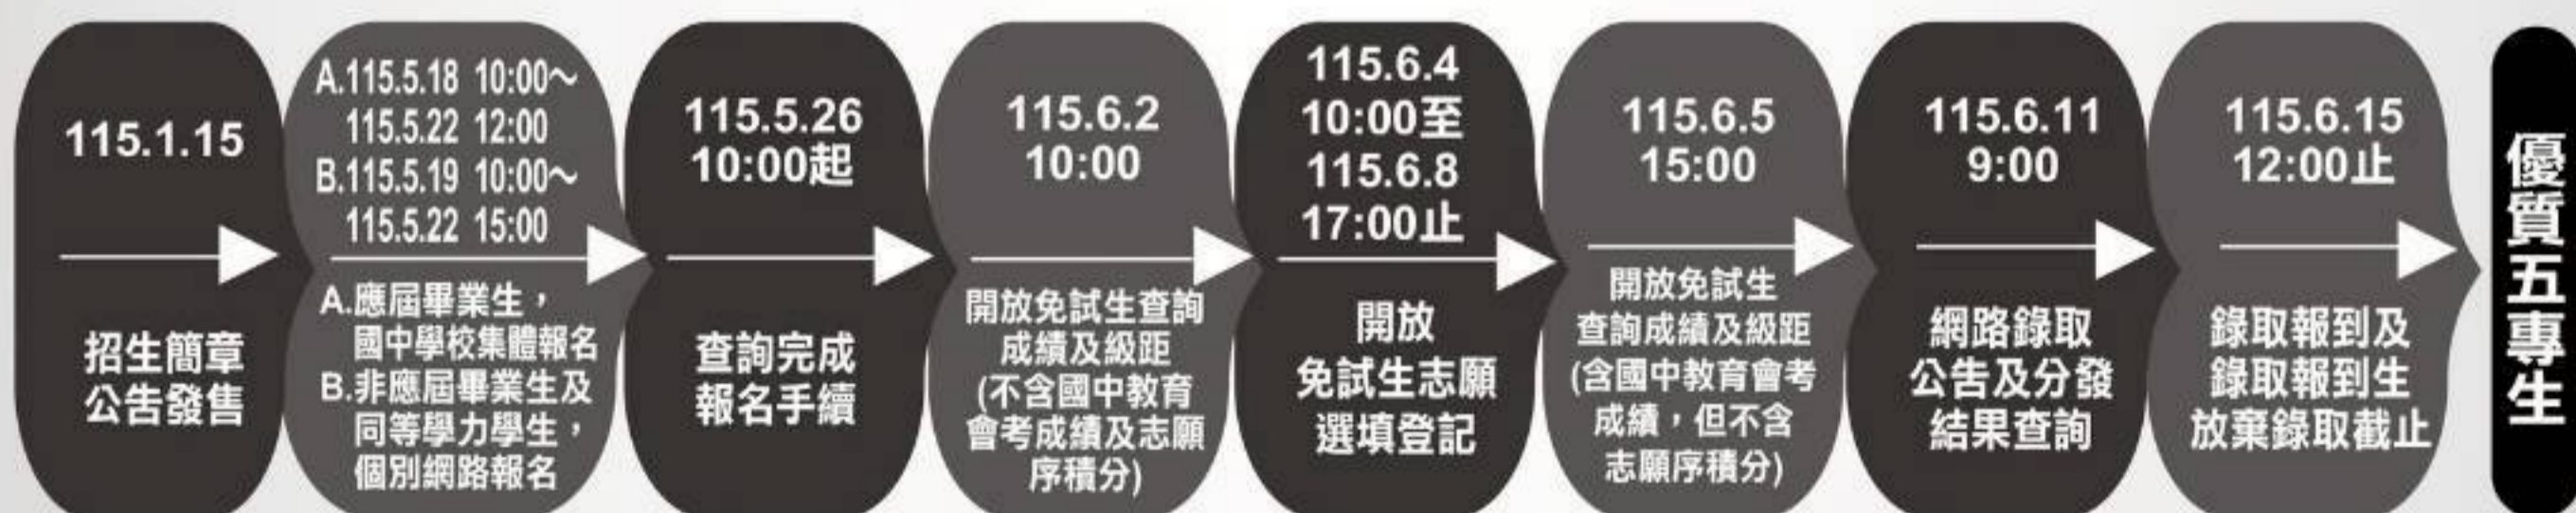 115.1.15
招生簡章
公告發售
A.115.5.18 10:00～
115.5.22 12:00
B.115.5.19 10:00～
115.5.22 15:00
A.應屆畢業生，
國中學校集體報名
B.非應屆畢業生及
同等學力學生，
個別網路報名
115.5.26
10:00起
查詢完成
報名手續
115.6.2
10:00
開放免試生查詢
成績及級距
(不含國中教育
會考成績及志願
序積分)
115.6.4
10:00至
115.6.8
17:00止
開放
免試生志願
選填登記
115.6.5
15:00
開放免試生
查詢成績及級距
(含國中教育會考
成績，但不含
志願序積分)
115.6.11
9:00
網路錄取
公告及分發
結果查詢
115.6.15
12:00止
錄取報到及
錄取報到生
放棄錄取截止
優質五專生